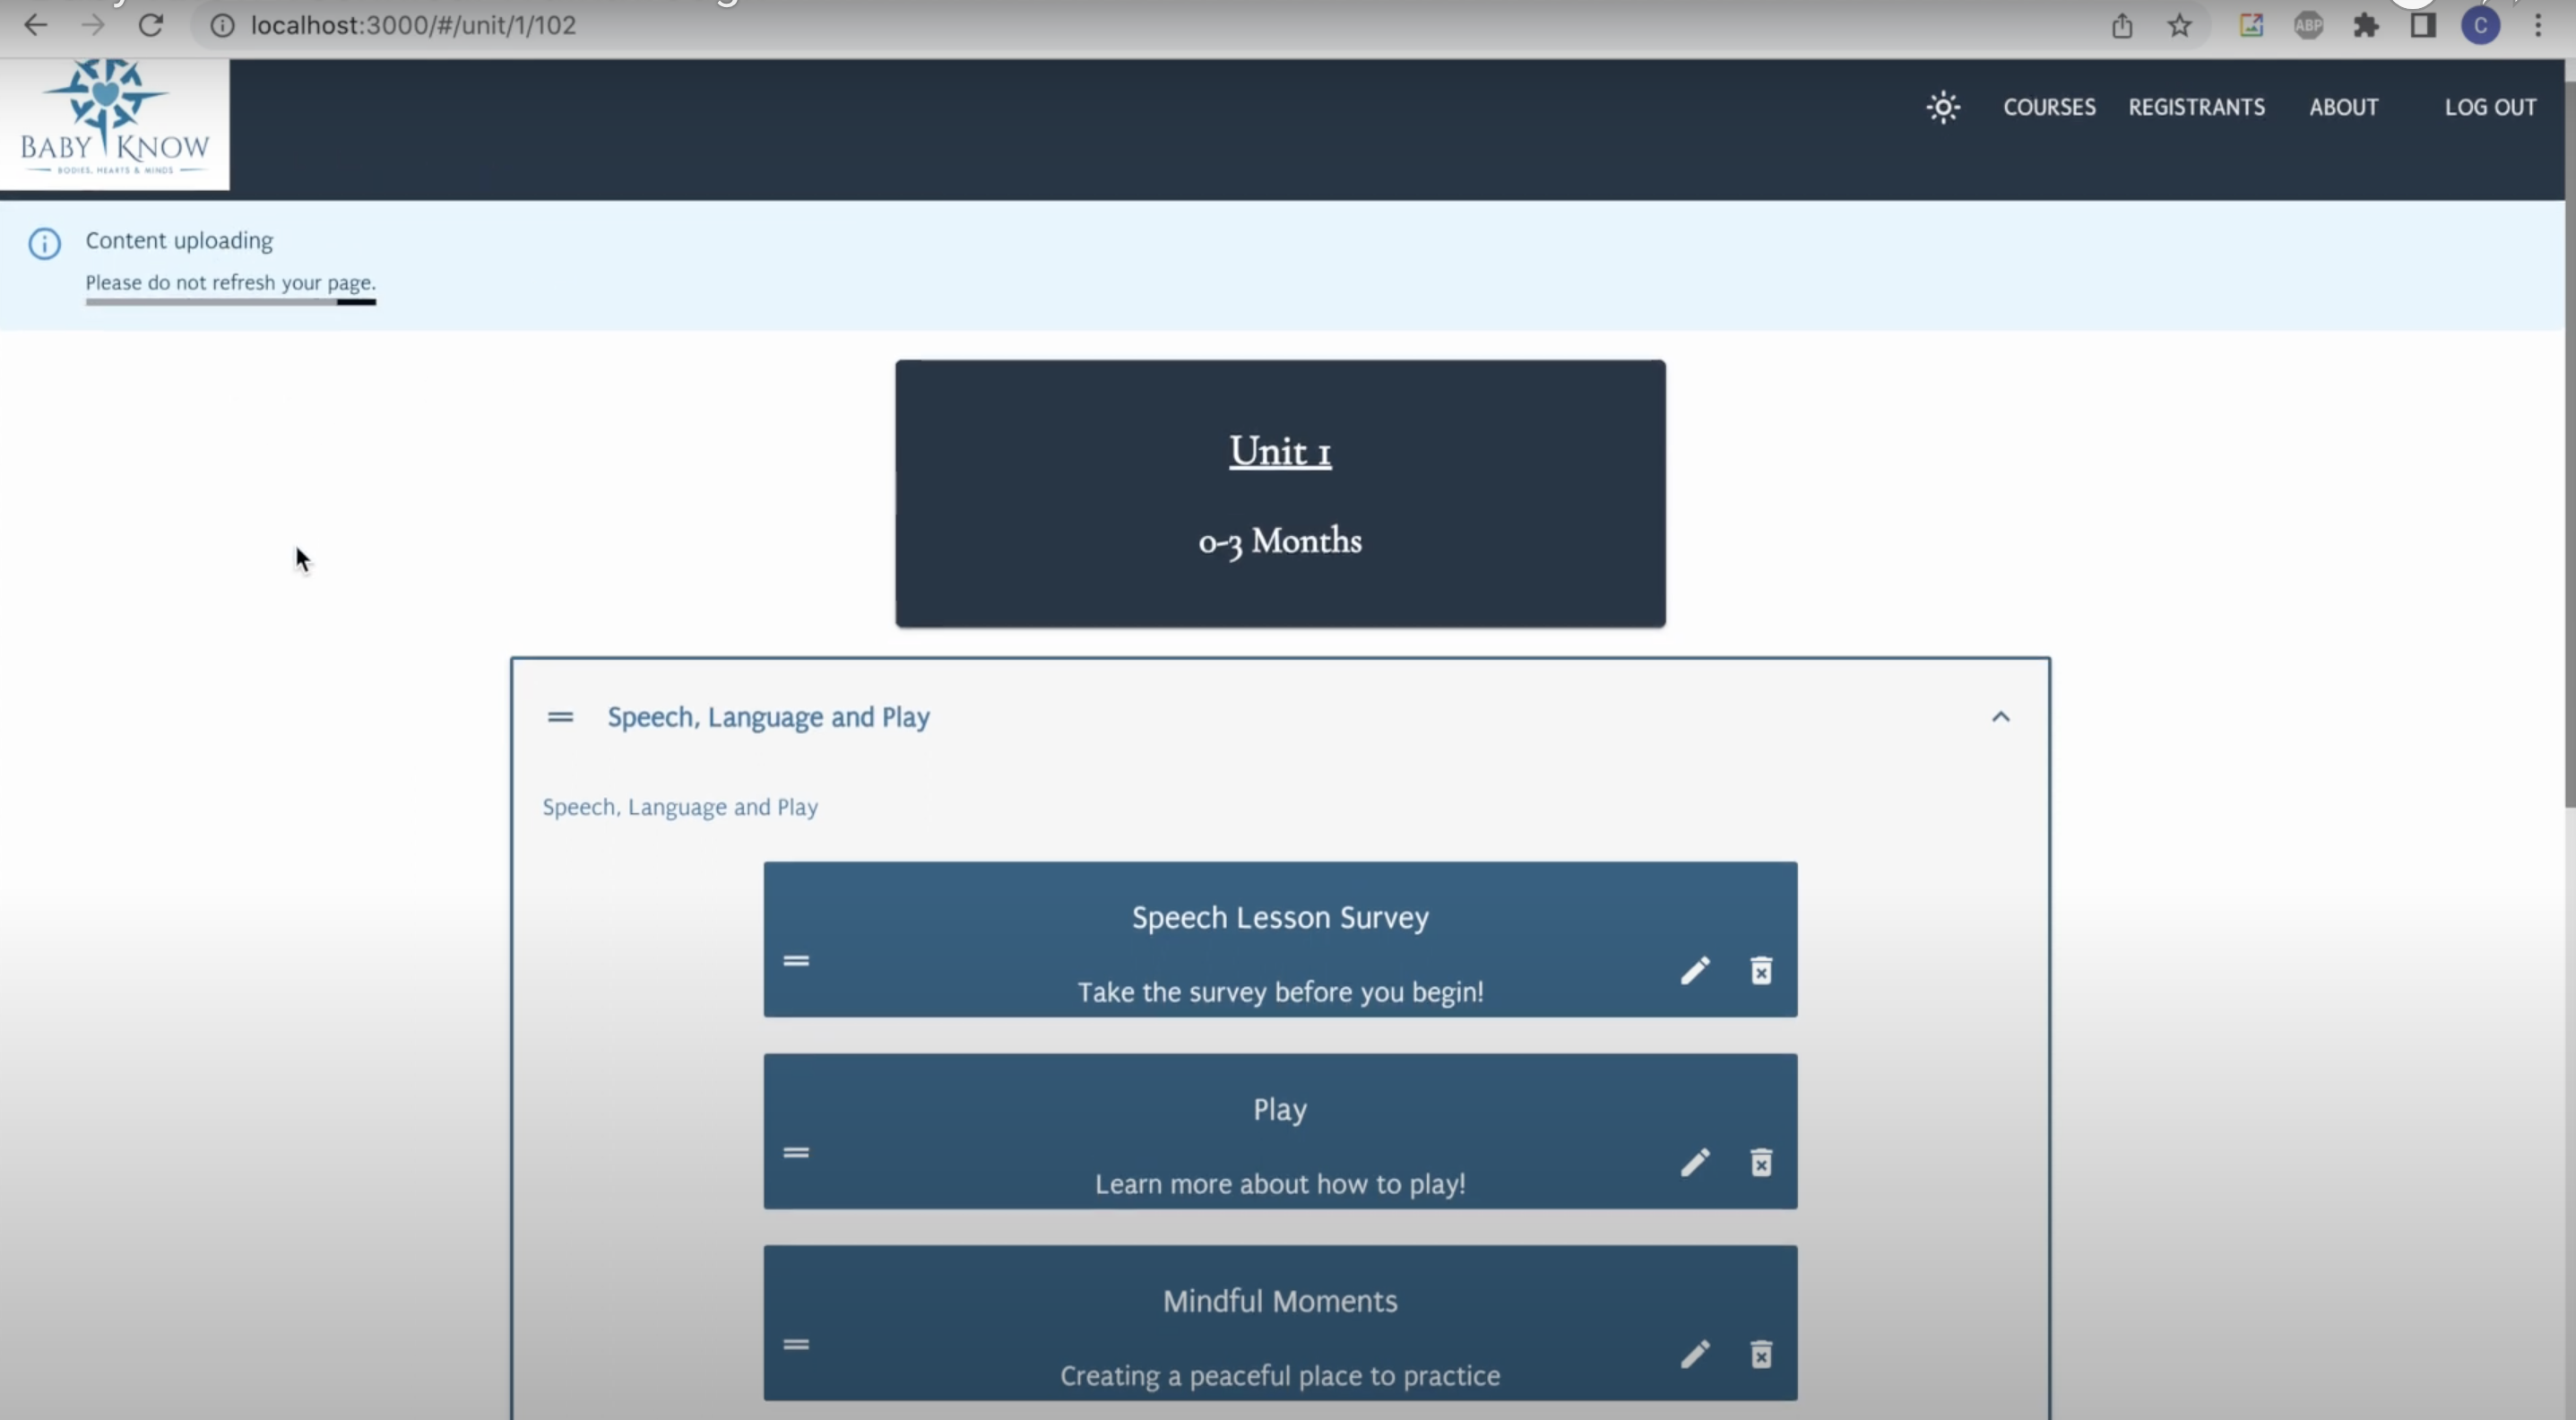 localhost:3000/#/unit/1/102
ABP
C
BABY KNOW
BODIES, HEARTS & MINDS
COURSES
REGISTRANTS
ABOUT
LOG OUT
Content uploading
Please do not refresh your page.
Unit 1
0-3 Months
Speech, Language and Play
Speech, Language and Play
Speech Lesson Survey
Take the survey before you begin!
Play
Learn more about how to play!
Mindful Moments
Creating a peaceful place to practice